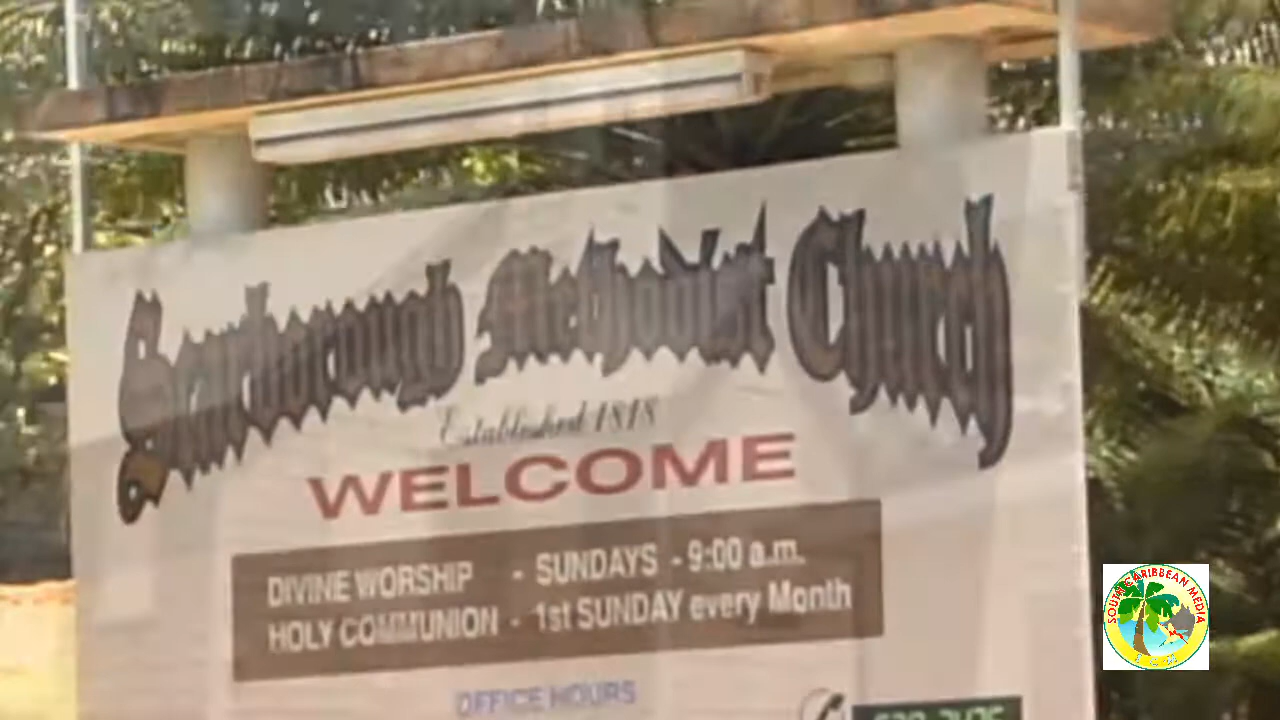 Scarborough Methodist Church
Established 1818
WELCOME
DIVINE WORSHIP - SUNDAYS - 9:00 a.m.
HOLY COMMUNION - 1st SUNDAY every Month
OFFICE HOURS
SOUTH CARIBBEAN MEDIA